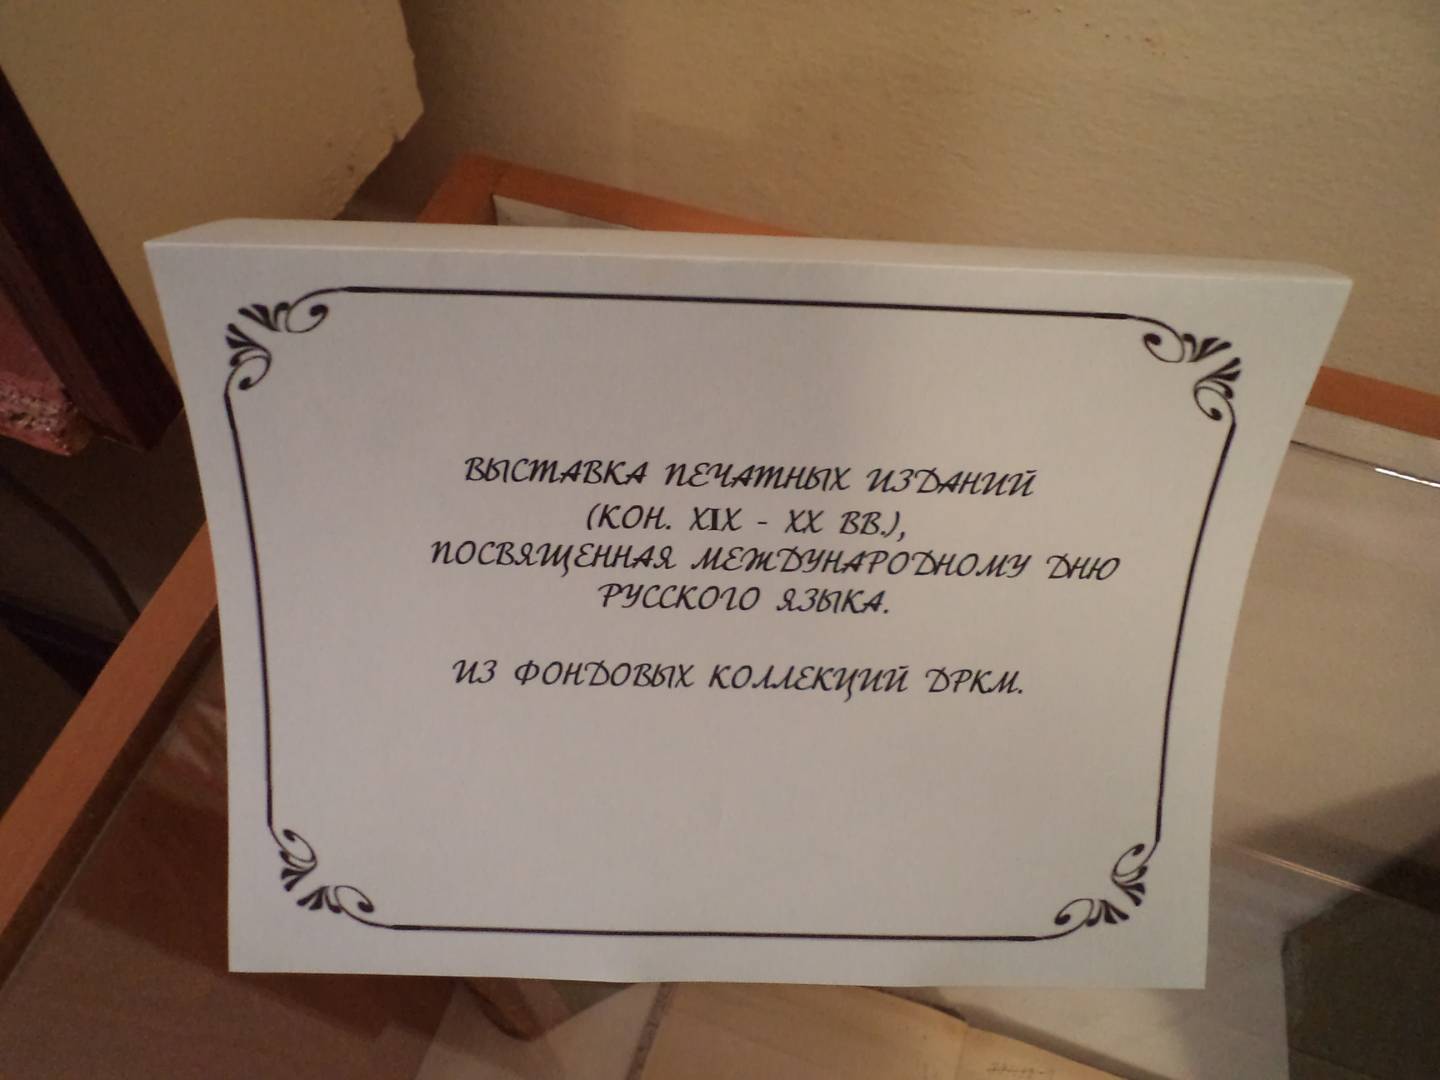 ВЫСТАВКА ПЕЧАТНЫХ ИЗДАНИЙ
(КОН. XIX - XX ВВ.),
ПОСВЯЩЕННАЯ МЕЖДУНАРОДНОМУ ДНЮ
РУССКОГО ЯЗЫКА.
ИЗ ФОНДОВЫХ КОЛЛЕКЦИЙ ДРКМ.